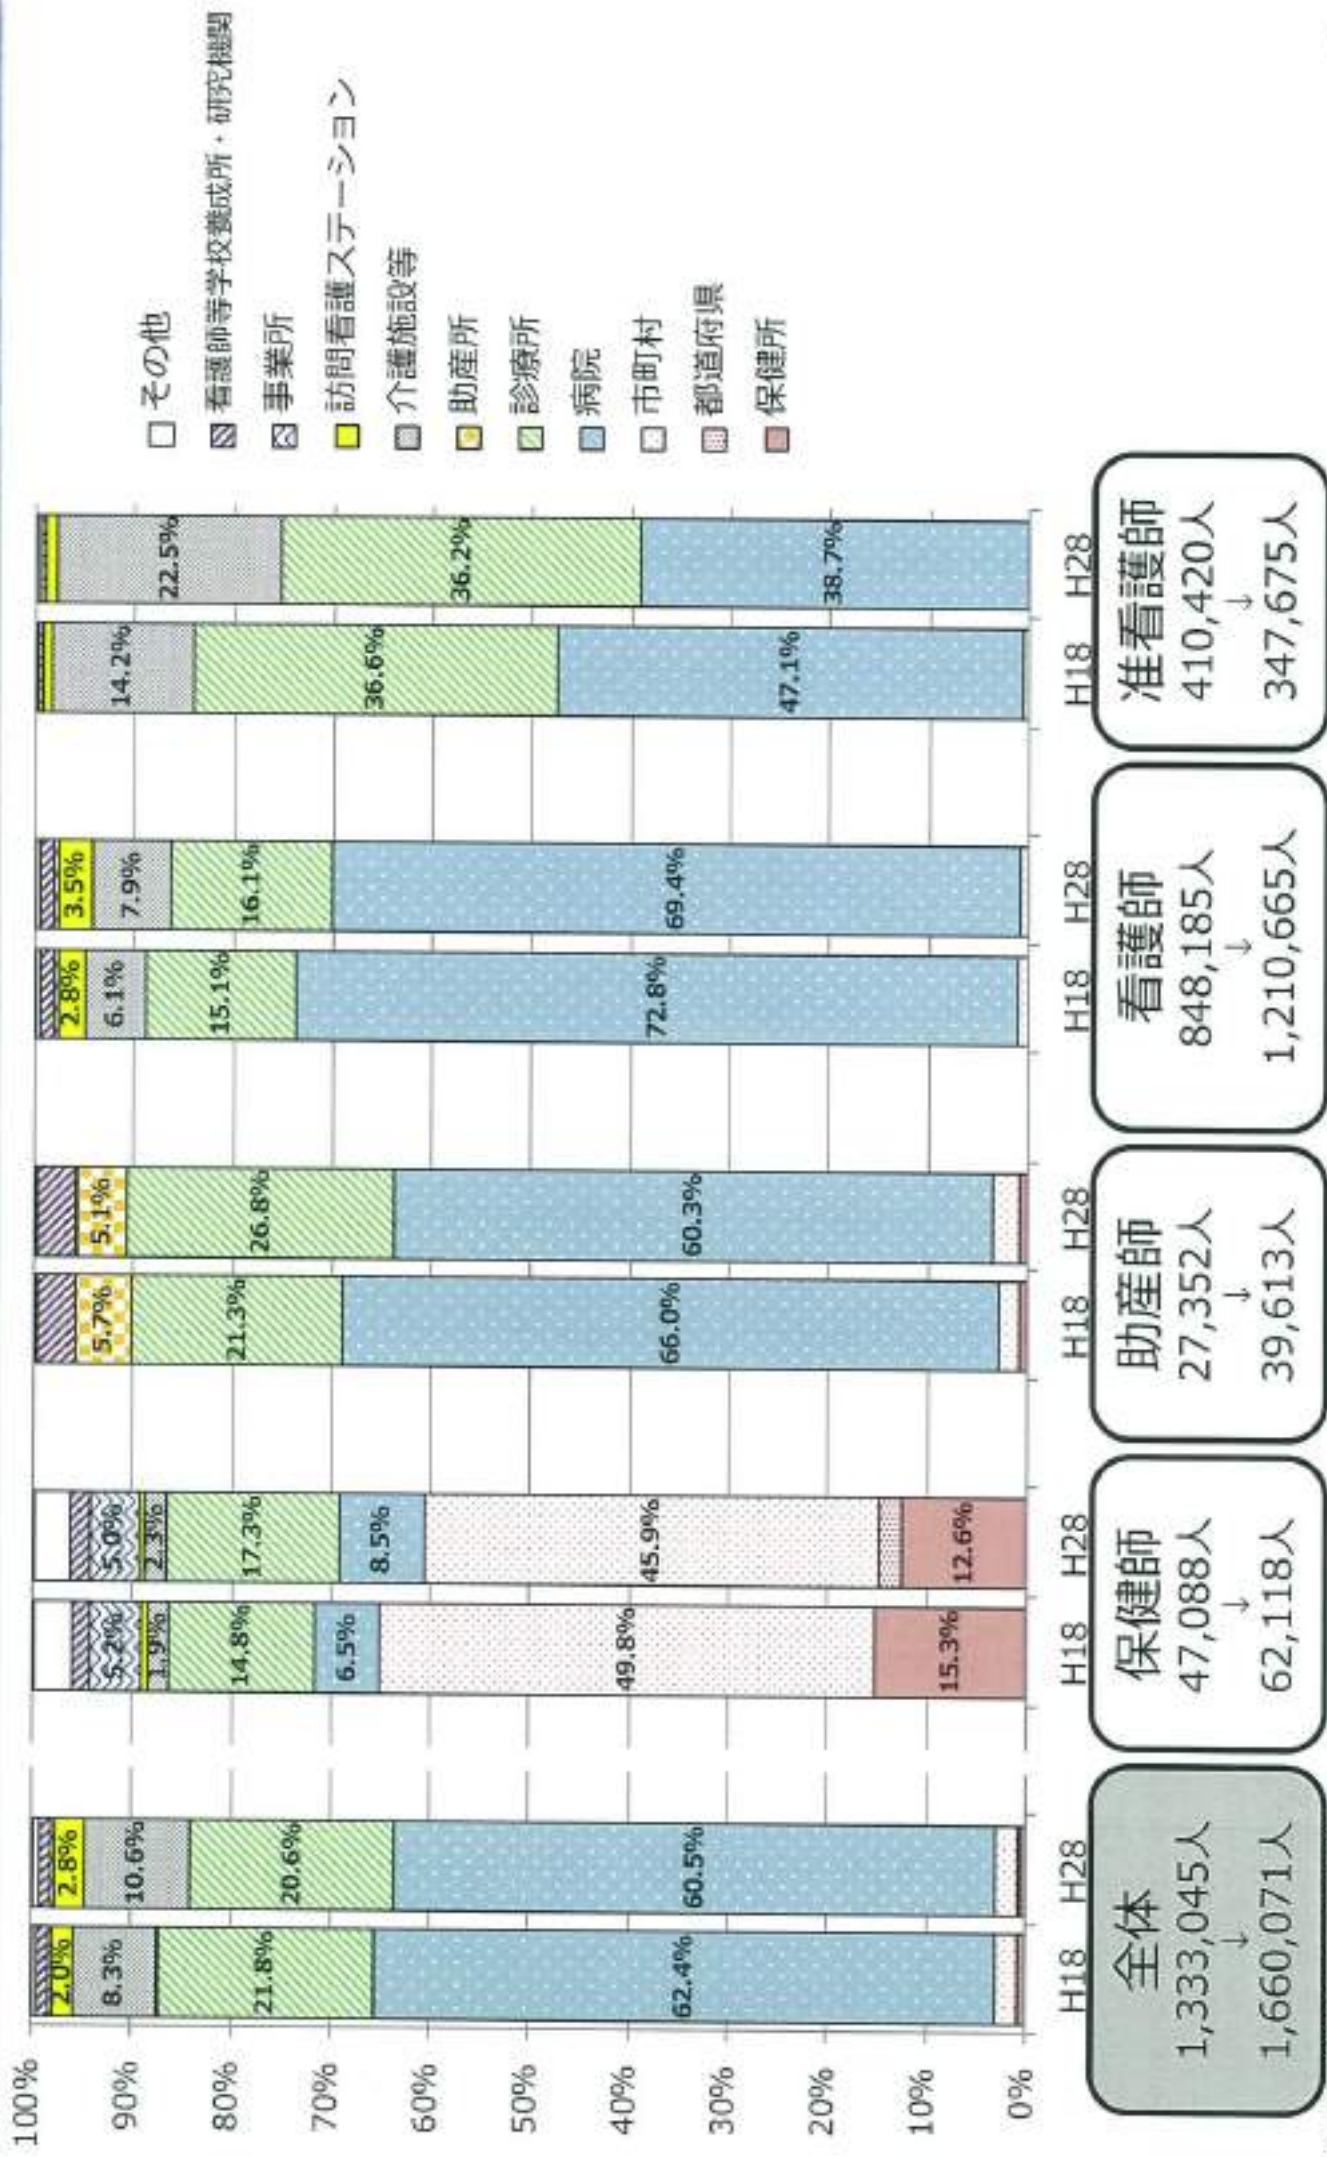 100%
90%
80%
70%
60%
50%
40%
30%
20%
10%
0%
2.0%
8.3%
21.8%
62.4%
2.8%
10.6%
20.6%
60.5%
5.2%
1.9%
14.8%
6.5%
49.8%
15.3%
5.0%
2.3%
17.3%
8.5%
45.9%
12.6%
5.7%
21.3%
66.0%
5.1%
26.8%
60.3%
2.8%
6.1%
15.1%
72.8%
3.5%
7.9%
16.1%
69.4%
14.2%
36.6%
47.1%
22.5%
36.2%
38.7%
その他
看護師等学校養成所・研究機関
事業所
訪問看護ステーション
介護施設等
助産所
診療所
病院
市町村
都道府県
保健所
H18 H28 H18 H28 H18 H28 H18 H28 H18 H28
全体
1,333,045人
↓
1,660,071人
保健師
47,088人
↓
62,118人
助産師
27,352人
↓
39,613人
看護師
848,185人
↓
1,210,665人
准看護師
410,420人
↓
347,675人